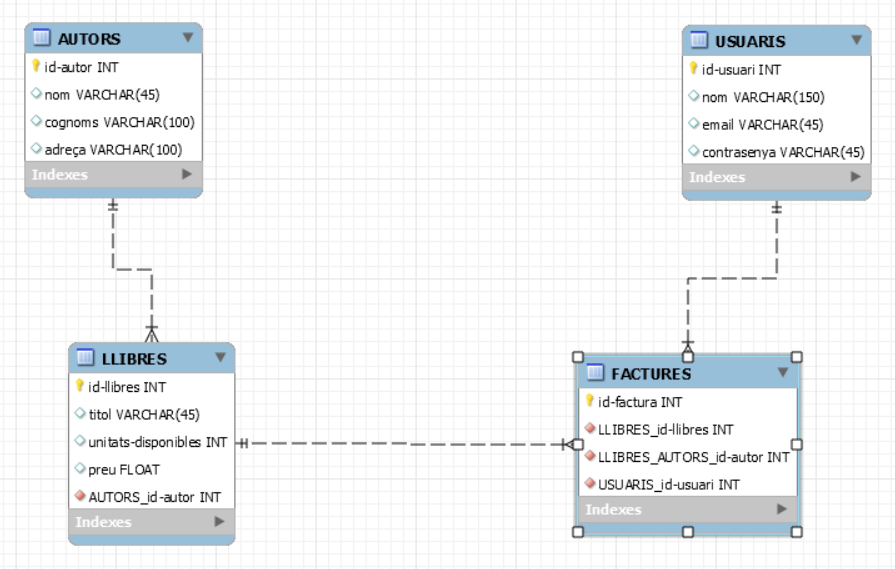 AUTORS
id-autor INT
nom VARCHAR(45)
cognoms VARCHAR(100)
adreça VARCHAR(100)
Indexes
USUARIS
id-usuari INT
nom VARCHAR(150)
email VARCHAR(45)
contrasenya VARCHAR(45)
Indexes
LLIBRES
id-llibres INT
titol VARCHAR(45)
unitats-disponibles INT
preu FLOAT
AUTORS_id-autor INT
Indexes
FACTURES
id-factura INT
LLIBRES_id-llibres INT
LLIBRES_AUTORS_id-autor INT
USUARIS_id-usuari INT
Indexes